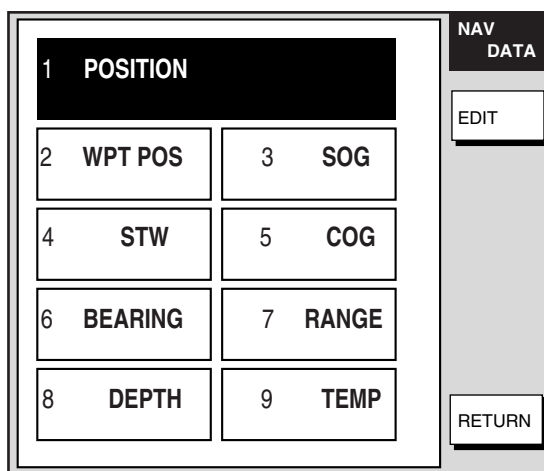 1 POSITION
2 WPT POS
3 SOG
4 STW
5 COG
6 BEARING
7 RANGE
8 DEPTH
9 TEMP
NAV
DATA
EDIT
RETURN